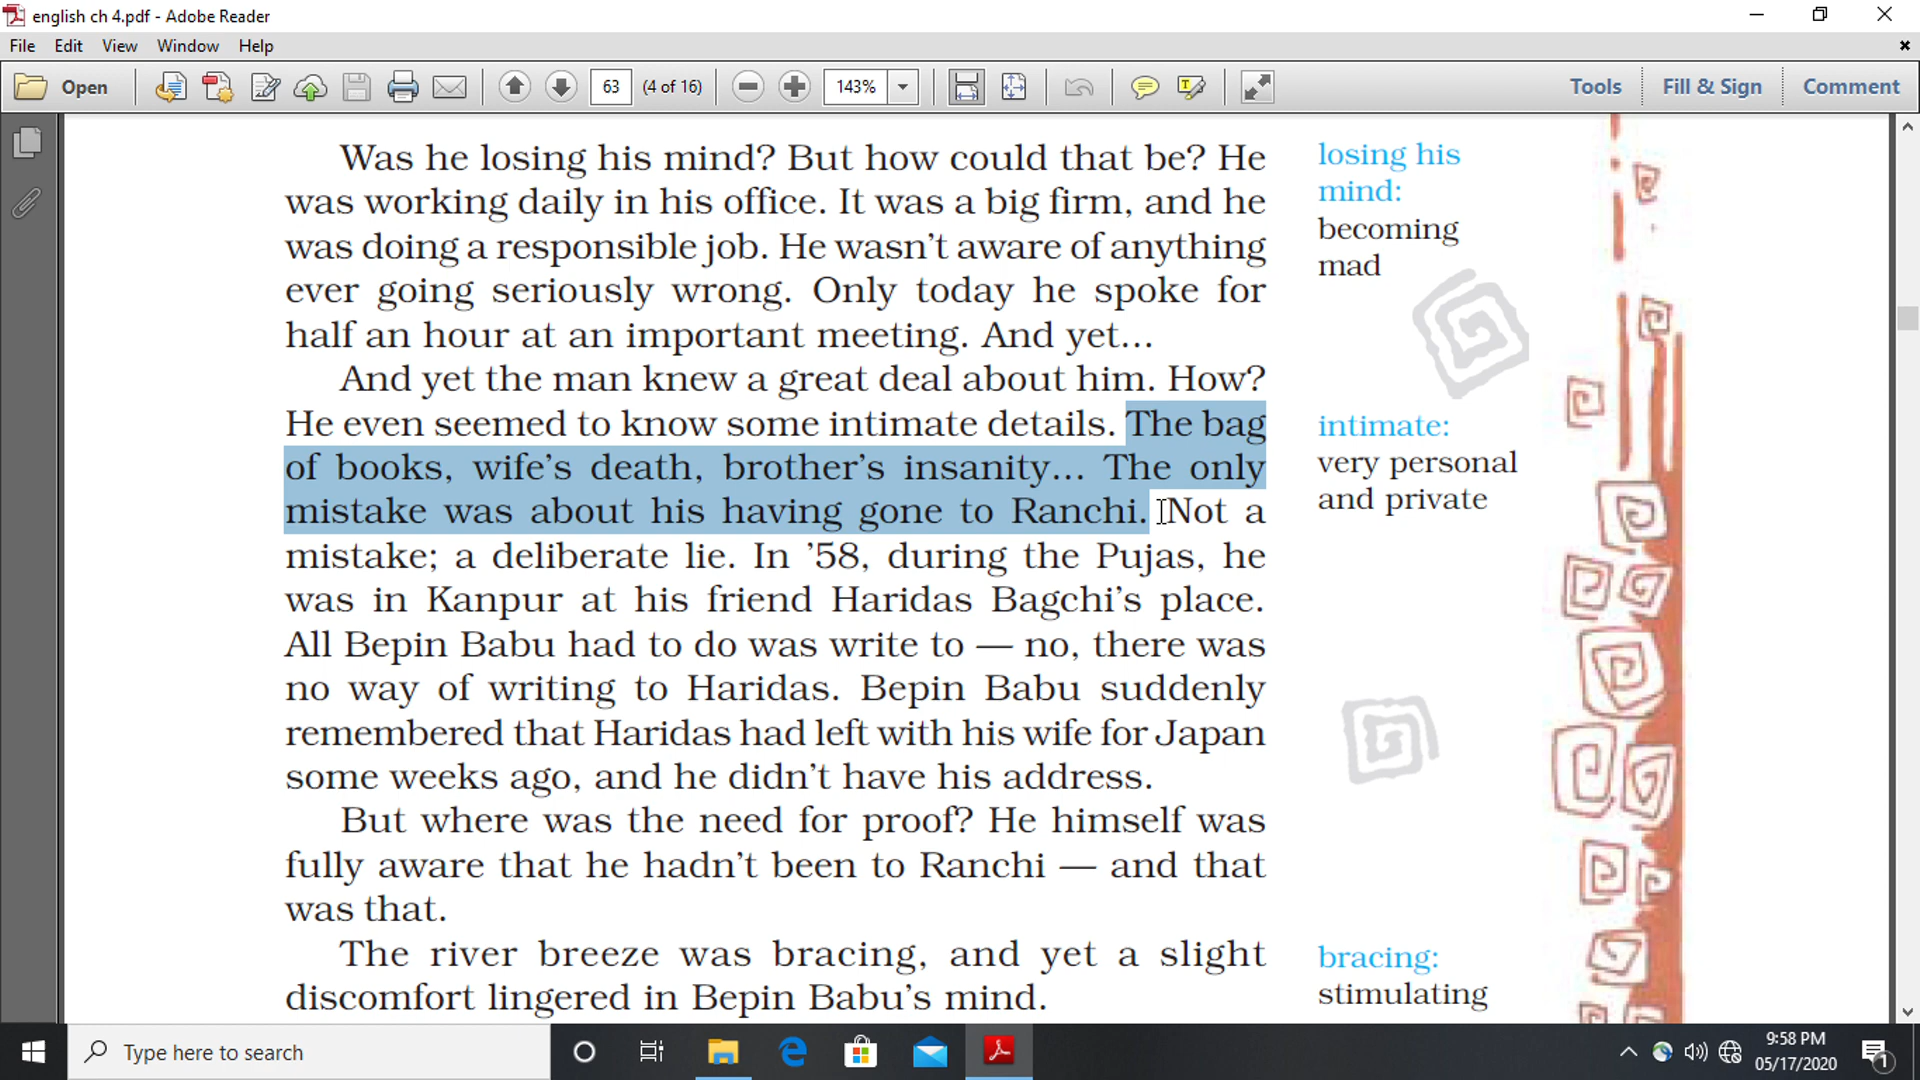 english ch 4.pdf - Adobe Reader
File Edit View Window Help
Open 63 (4 of 16) 143% Tools Fill & Sign Comment
Was he losing his mind? But how could that be? He
was working daily in his office. It was a big firm, and he
was doing a responsible job. He wasn't aware of anything
ever going seriously wrong. Only today he spoke for
half an hour at an important meeting. And yet...
And yet the man knew a great deal about him. How?
He even seemed to know some intimate details. The bag
of books, wife's death, brother's insanity... The only
mistake was about his having gone to Ranchi. Not a
mistake; a deliberate lie. In '58, during the Pujas, he
was in Kanpur at his friend Haridas Bagchi's place.
All Bepin Babu had to do was write to — no, there was
no way of writing to Haridas. Bepin Babu suddenly
remembered that Haridas had left with his wife for Japan
some weeks ago, and he didn't have his address.
But where was the need for proof? He himself was
fully aware that he hadn't been to Ranchi — and that
was that.
The river breeze was bracing, and yet a slight
discomfort lingered in Bepin Babu's mind.
losing his
mind:
becoming
mad
intimate:
very personal
and private
bracing:
stimulating
Type here to search
9:58 PM
05/17/2020
1